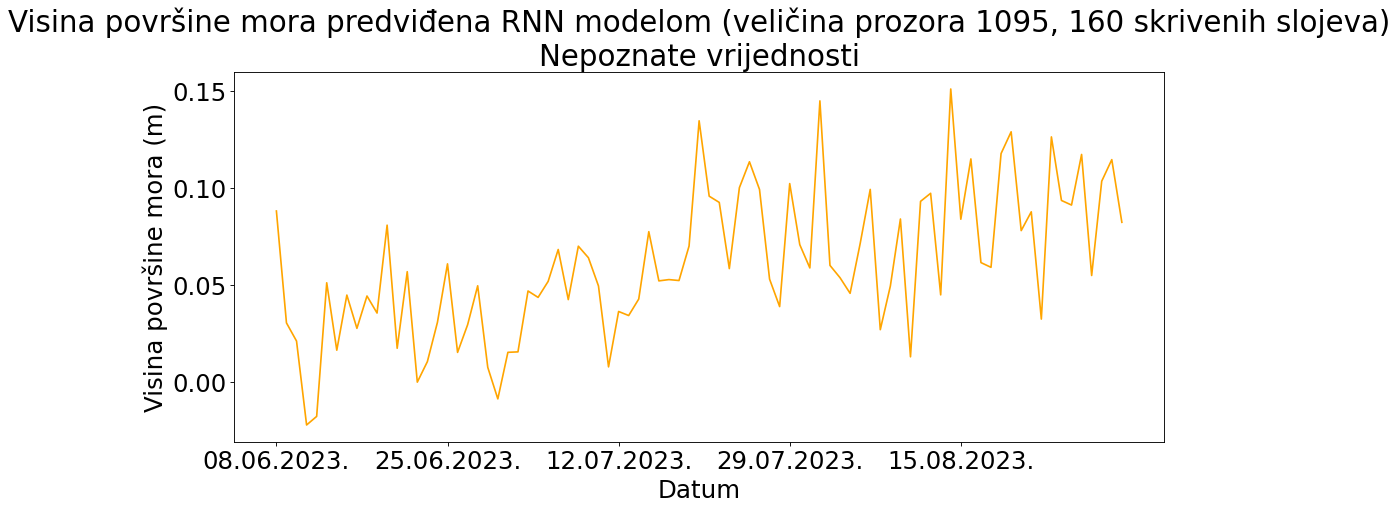 Visina površine mora predviđena RNN modelom (veličina prozora 1095, 160 skrivenih slojeva)
Nepoznate vrijednosti
Visina površine mora (m)
0.15
0.10
0.05
0.00
08.06.2023. 25.06.2023. 12.07.2023. 29.07.2023. 15.08.2023.
Datum